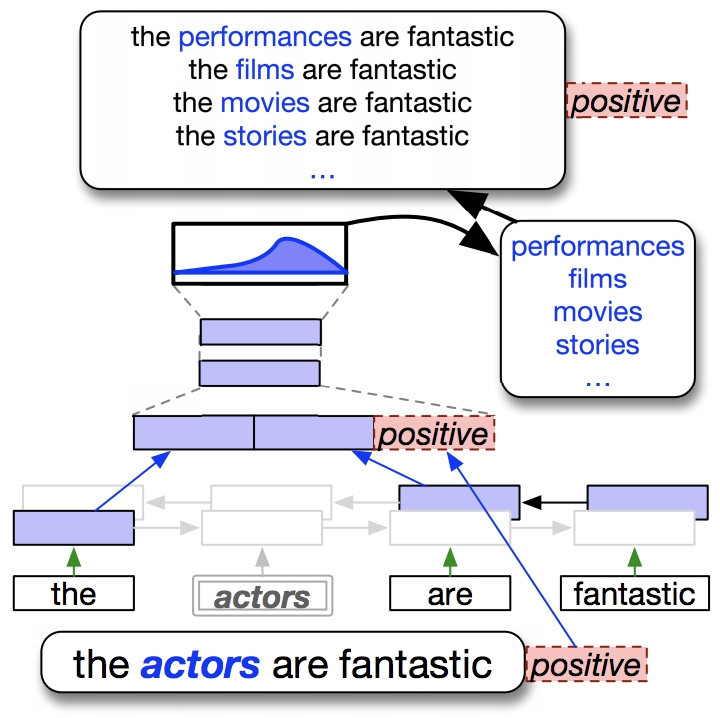 the performances are fantastic
the films are fantastic
the movies are fantastic
the stories are fantastic
...
positive
performances
films
movies
stories
...
positive
the
actors
are
fantastic
the actors are fantastic
positive